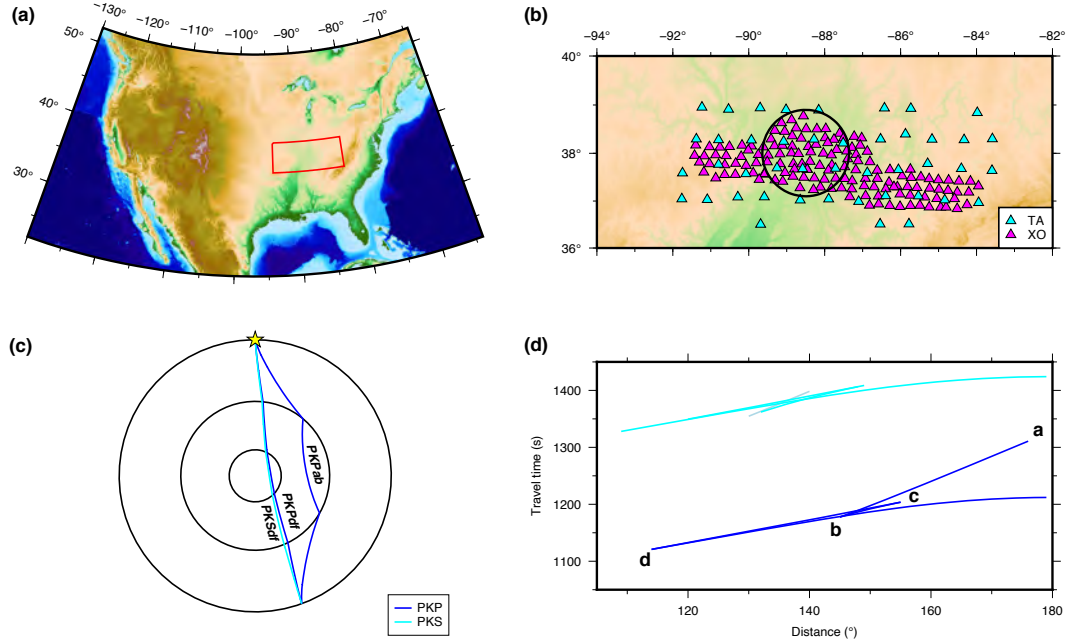 (a)
−130° −120° −110° −100° −90° −80° −70°
50°
40°
30°
(b)
−94° −92° −90° −88° −86° −84° −82°
40°
38°
36°
TA
XO
(c)
PKPab
PKPdf
PKSdf
PKP
PKS
(d)
1400
1300
1200
1100
Travel time (s)
a
b
c
d
120 140 160 180
Distance (°)